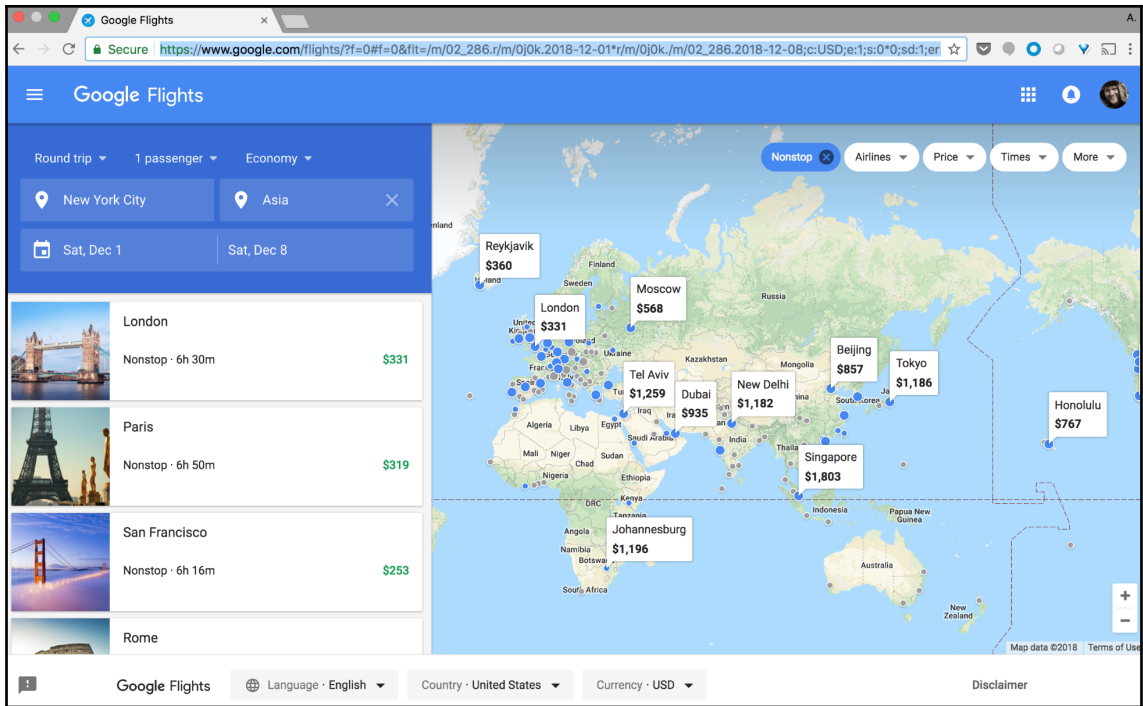 Google Flights
A.
Secure https://www.google.com/flights/?f=0#f=0&flt=/m/02_286.r/m/0j0k.2018-12-01*r/m/0j0k./m/02_286.2018-12-08;c:USD;e:1;s:0*0;sd:1;er
Google Flights
Round trip 1 passenger Economy
New York City Asia
Sat, Dec 1 Sat, Dec 8
London
Nonstop · 6h 30m $331
Paris
Nonstop · 6h 50m $319
San Francisco
Nonstop · 6h 16m $253
Rome
Nonstop Airlines Price Times More
Reykjavik
$360
Finland
Sweden
Moscow
$568
Russia
London
$331
Ukraine
Kazakhstan
Mongolia
Beijing
$857
Tokyo
$1,186
Tel Aviv
$1,259
Dubai
$935
New Delhi
$1,182
South Korea
Honolulu
$767
Iraq
Algeria
Libya
Egypt
Saudi Arabia
India
Mali
Niger
Chad
Sudan
Nigeria
Ethiopia
Singapore
$1,803
DRC
Kenya
Tanzania
Indonesia
Papua New
Guinea
Angola
Johannesburg
$1,196
Namibia
Australia
South Africa
New
Zealand
+
−
Map data ©2018 Terms of Use
Google Flights Language · English Country · United States Currency · USD Disclaimer